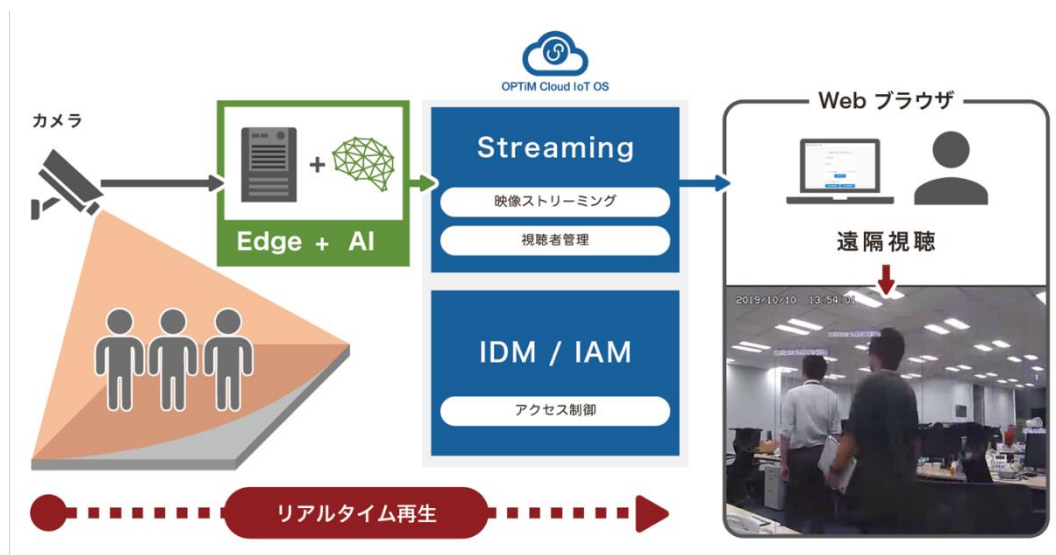 OPTiM Cloud IoT OS
カメラ
+
Edge + AI
Streaming
映像ストリーミング
視聴者管理
IDM / IAM
アクセス制御
Web ブラウザ
遠隔視聴
2019/10/10 13:54:01
リアルタイム再生